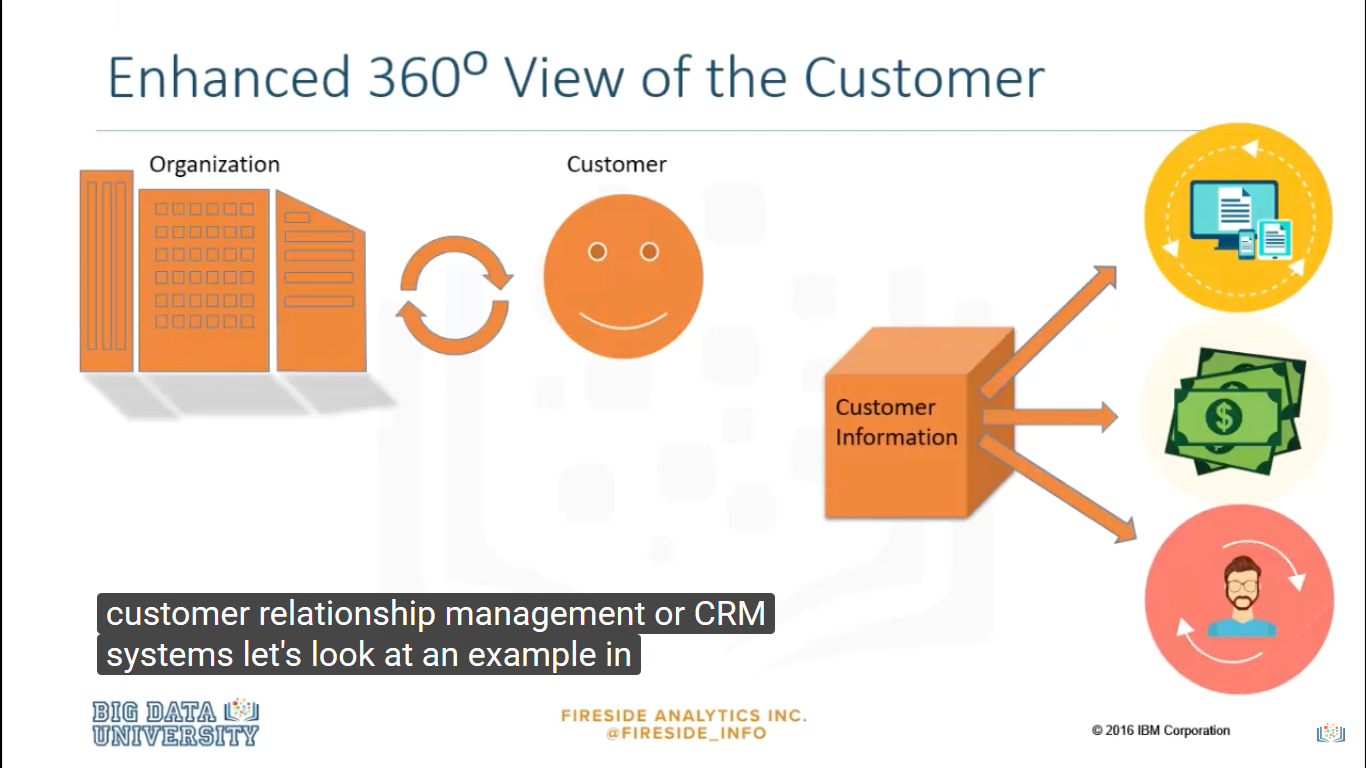 Enhanced 360º View of the Customer
Organization
Customer
Customer
Information
$
customer relationship management or CRM
systems let's look at an example in
BIG DATA
UNIVERSITY
FIRESIDE ANALYTICS INC.
@FIRESIDE_INFO
© 2016 IBM Corporation